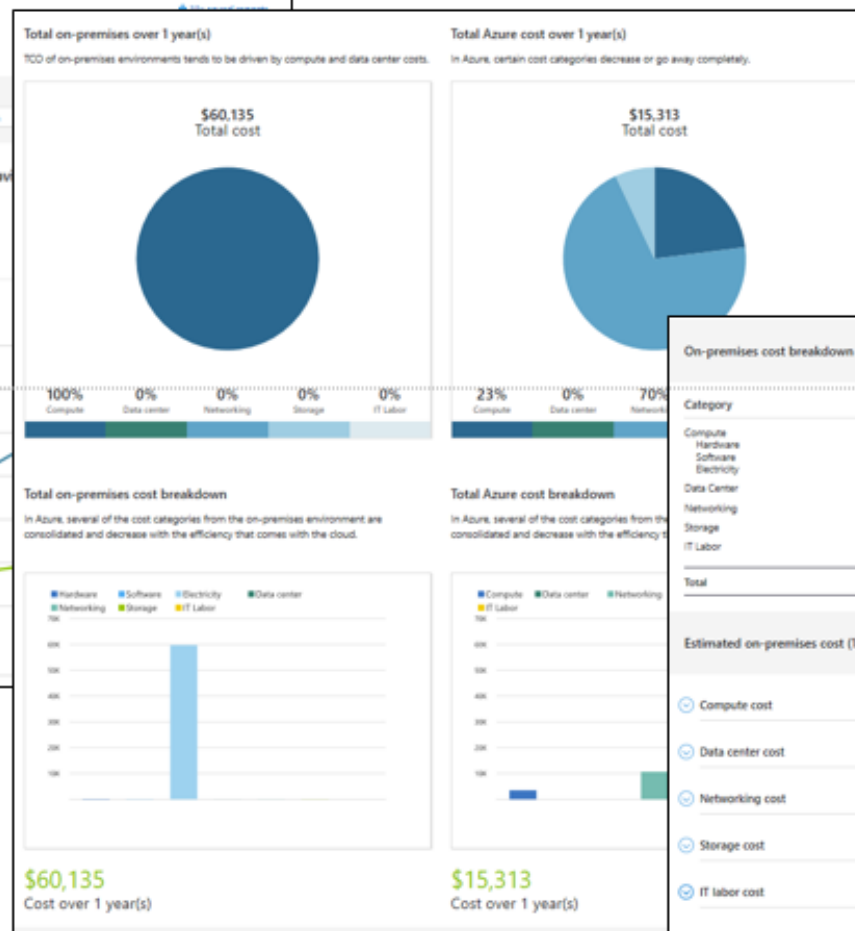 My saved reports
Total on-premises over 1 year(s)
TCO of on-premises environments tends to be driven by compute and data center costs.
$60,135
Total cost
100%
Compute
0%
Data center
0%
Networking
0%
Storage
0%
IT Labor
Total Azure cost over 1 year(s)
In Azure, certain cost categories decrease or go away completely.
$15,313
Total cost
23%
Compute
0%
Data center
70%
Network
Total on-premises cost breakdown
In Azure, several of the cost categories from the on-premises environment are
consolidated and decrease with the efficiency that comes with the cloud.
Hardware Software Electricity Data center
Networking Storage IT Labor
70K
60K
50K
40K
30K
20K
10K
$60,135
Cost over 1 year(s)
Total Azure cost breakdown
In Azure, several of the cost categories from the
consolidated and decrease with the efficiency t
Compute Data center Networking
IT Labor
70K
60K
50K
40K
30K
20K
10K
$15,313
Cost over 1 year(s)
On-premises cost breakdown
Category
Compute
Hardware
Software
Electricity
Data Center
Networking
Storage
IT Labor
Total
Estimated on-premises cost (T
Compute cost
Data center cost
Networking cost
Storage cost
IT labor cost